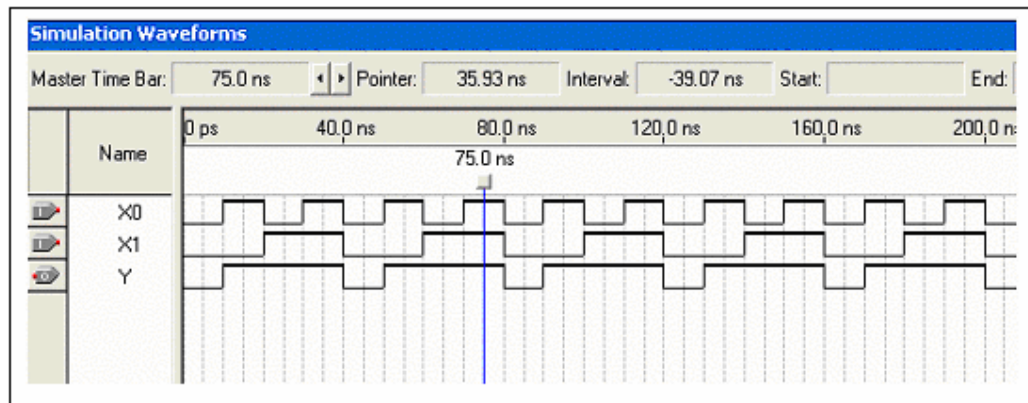 Simulation Waveforms
Master Time Bar: 75.0 ns Pointer: 35.93 ns Interval: -39.07 ns Start: End:
Name
0 ps 40.0 ns 80.0 ns 120.0 ns 160.0 ns 200.0 n
75.0 ns
X0
X1
Y